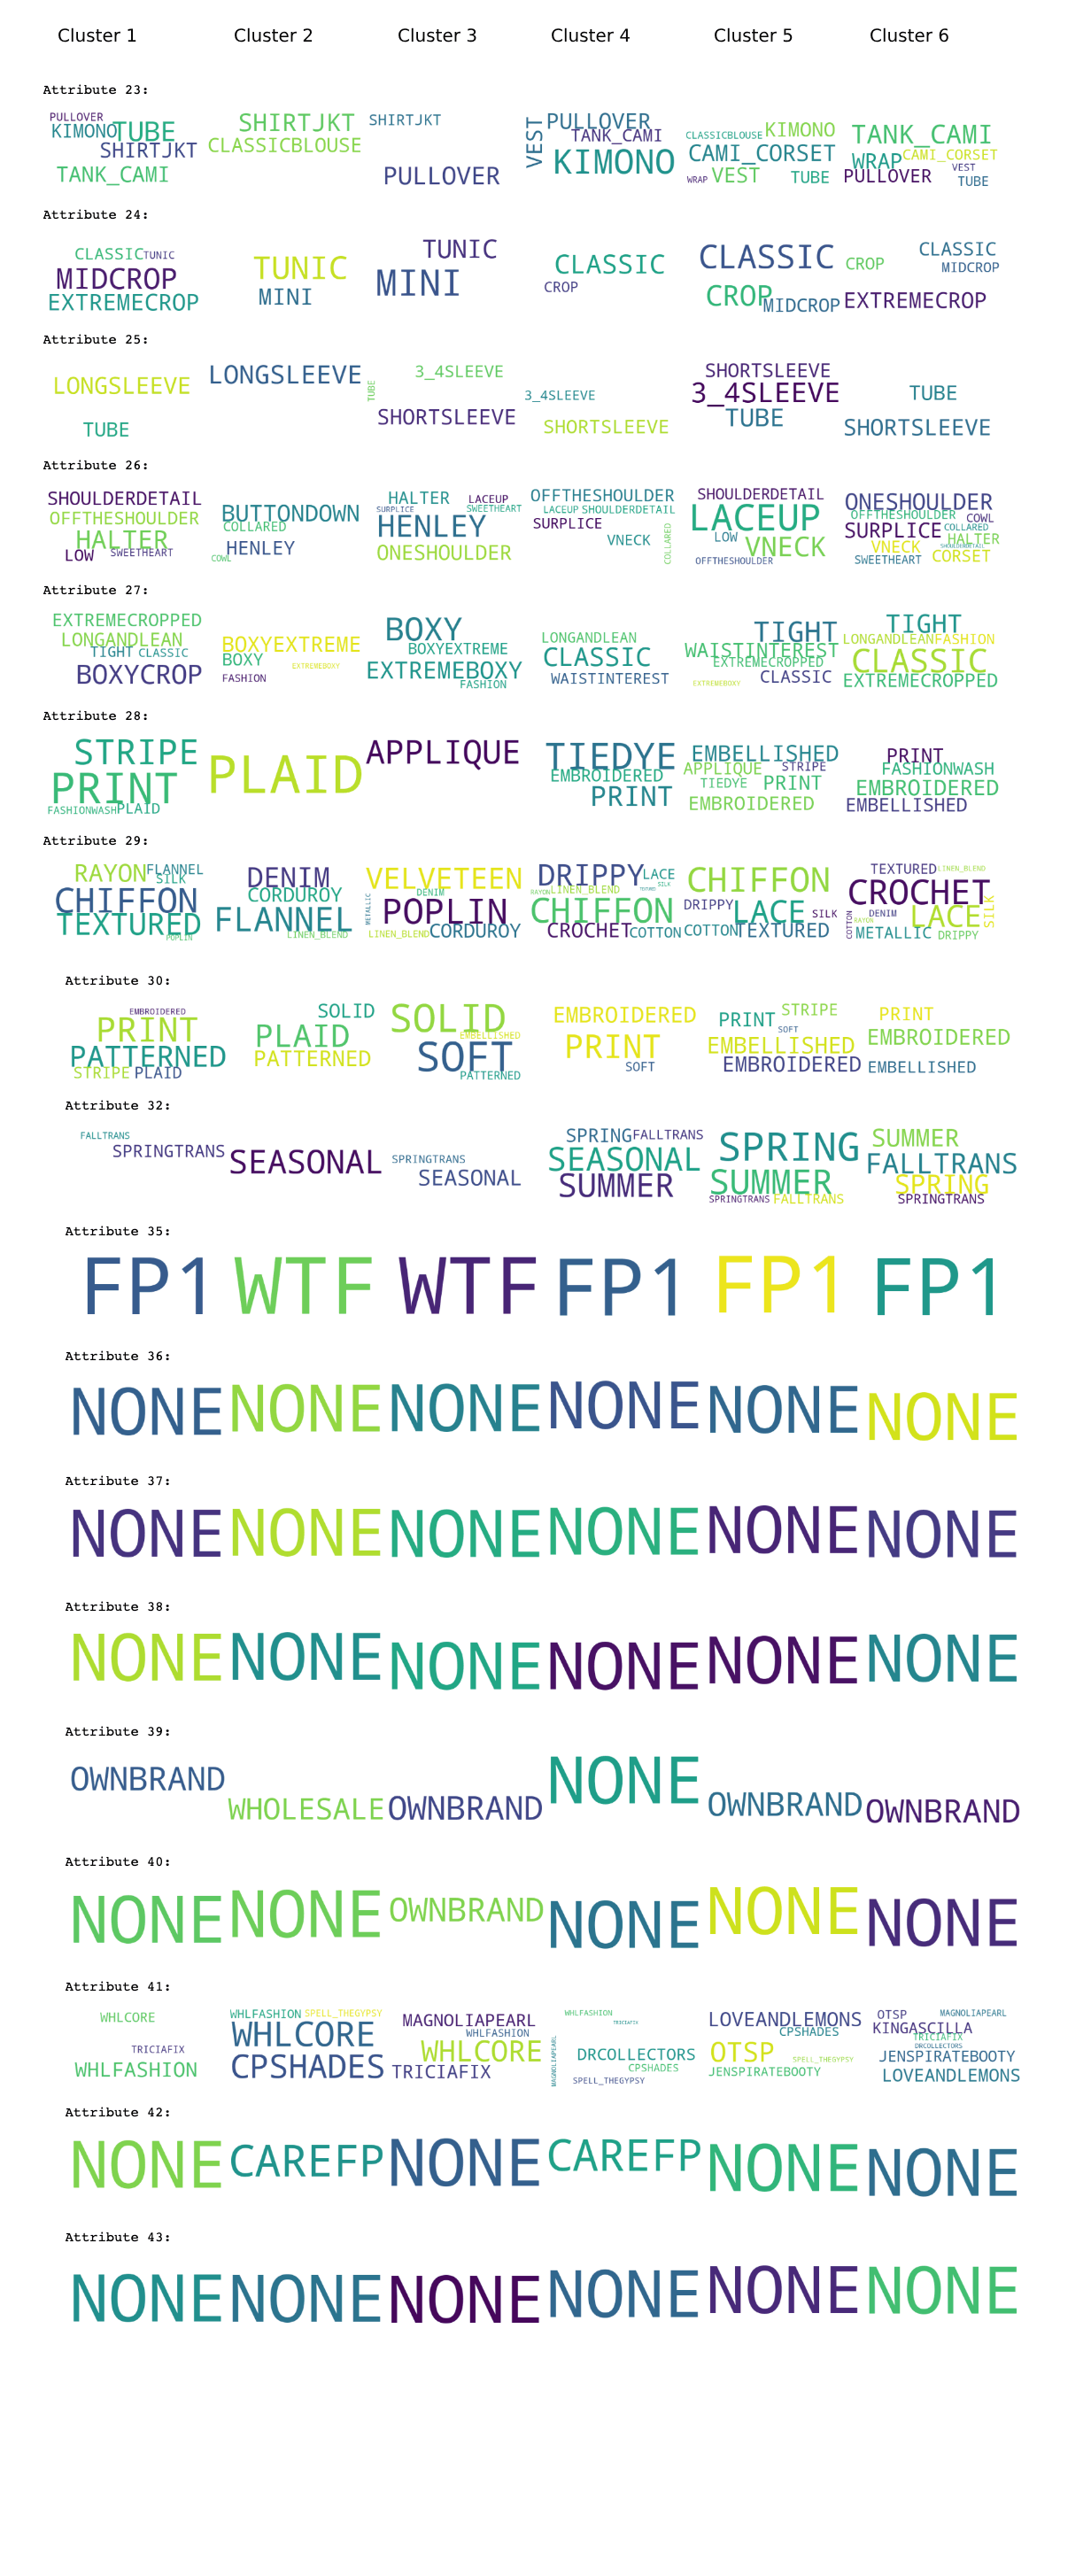 Cluster 1 Cluster 2 Cluster 3 Cluster 4 Cluster 5 Cluster 6
Attribute 23:
PULLOVER KIMONO TUBE SHIRTJKT TANK_CAMI
SHIRTJKT CLASSICBLOUSE
SHIRTJKT PULLOVER
VEST PULLOVER TANK_CAMI KIMONO
CLASSICBLOUSE KIMONO CAMI_CORSET WRAP VEST TUBE
TANK_CAMI WRAP CAMI_CORSET PULLOVER VEST TUBE
Attribute 24:
CLASSIC TUNIC MIDCROP EXTREMECROP
TUNIC MINI
TUNIC MINI
CLASSIC CROP
CLASSIC CROP MIDCROP
CLASSIC CROP MIDCROP EXTREMECROP
Attribute 25:
LONGSLEEVE TUBE
LONGSLEEVE
3_4SLEEVE TUBE SHORTSLEEVE
3_4SLEEVE SHORTSLEEVE
SHORTSLEEVE 3_4SLEEVE TUBE
TUBE SHORTSLEEVE
Attribute 26:
SHOULDERDETAIL OFFTHESHOULDER HALTER LOW SWEETHEART
BUTTONDOWN COLLARED HENLEY COWL
HALTER LACEUP SURPLICE SWEETHEART HENLEY ONESHOULDER
OFFTHESHOULDER LACEUP SHOULDERDETAIL SURPLICE VNECK COLLARED
SHOULDERDETAIL LACEUP LOW VNECK OFFTHESHOULDER
ONESHOULDER OFFTHESHOULDER COWL SURPLICE COLLARED HALTER VNECK SHOULDERDETAIL SWEETHEART CORSET
Attribute 27:
EXTREMECROPPED LONGANDLEAN TIGHT CLASSIC BOXYCROP
BOXYEXTREME BOXY EXTREMEBOXY FASHION
BOXY BOXYEXTREME EXTREMEBOXY FASHION
LONGANDLEAN CLASSIC WAISTINTEREST
TIGHT WAISTINTEREST EXTREMECROPPED CLASSIC EXTREMEBOXY
TIGHT LONGANDLEAN FASHION CLASSIC EXTREMECROPPED
Attribute 28:
STRIPE PRINT FASHIONWASH PLAID
PLAID
APPLIQUE
TIEDYE EMBROIDERED PRINT
EMBELLISHED APPLIQUE STRIPE TIEDYE PRINT EMBROIDERED
PRINT FASHIONWASH EMBROIDERED EMBELLISHED
Attribute 29:
RAYON FLANNEL SILK CHIFFON TEXTURED POPLIN
DENIM CORDUROY FLANNEL LINEN_BLEND
VELVETEEN DENIM METALLIC POPLIN LINEN_BLEND CORDUROY
DRIPPY LACE SILK RAYON LINEN_BLEND TEXTURED CHIFFON CROCHET COTTON
CHIFFON DRIPPY LACE SILK COTTON TEXTURED
TEXTURED LINEN_BLEND CROCHET DENIM LACE SILK COTTON RAYON METALLIC DRIPPY
Attribute 30:
EMBROIDERED PRINT PATTERNED STRIPE PLAID
SOLID PLAID PATTERNED
SOLID EMBELLISHED SOFT PATTERNED
EMBROIDERED PRINT SOFT
STRIPE PRINT SOFT EMBELLISHED EMBROIDERED
PRINT EMBROIDERED EMBELLISHED
Attribute 32:
FALLTRANS SPRINGTRANS
SEASONAL
SPRINGTRANS SEASONAL
SPRING FALLTRANS SEASONAL SUMMER
SPRING SUMMER SPRINGTRANS FALLTRANS
SUMMER FALLTRANS SPRING SPRINGTRANS
Attribute 35:
FP1 WTF WTF FP1 FP1 FP1
Attribute 36:
NONE NONE NONE NONE NONE NONE
Attribute 37:
NONE NONE NONE NONE NONE NONE
Attribute 38:
NONE NONE NONE NONE NONE NONE
Attribute 39:
OWNBRAND WHOLESALE OWNBRAND NONE OWNBRAND OWNBRAND
Attribute 40:
NONE NONE OWNBRAND NONE NONE NONE
Attribute 41:
WHLCORE TRICIAFIX WHLFASHION
WHLFASHION SPELL_THEGYPSY WHLCORE CPSHADES
MAGNOLIAPEARL WHLFASHION WHLCORE TRICIAFIX
WHLFASHION TRICIAFIX MAGNOLIAPEARL DRCOLLECTORS CPSHADES SPELL_THEGYPSY
LOVEANDLEMONS CPSHADES OTSP SPELL_THEGYPSY JENSPIRATEBOOTY
OTSP MAGNOLIAPEARL KINGASCILLA TRICIAFIX DRCOLLECTORS JENSPIRATEBOOTY LOVEANDLEMONS
Attribute 42:
NONE CAREFP NONE CAREFP NONE NONE
Attribute 43:
NONE NONE NONE NONE NONE NONE